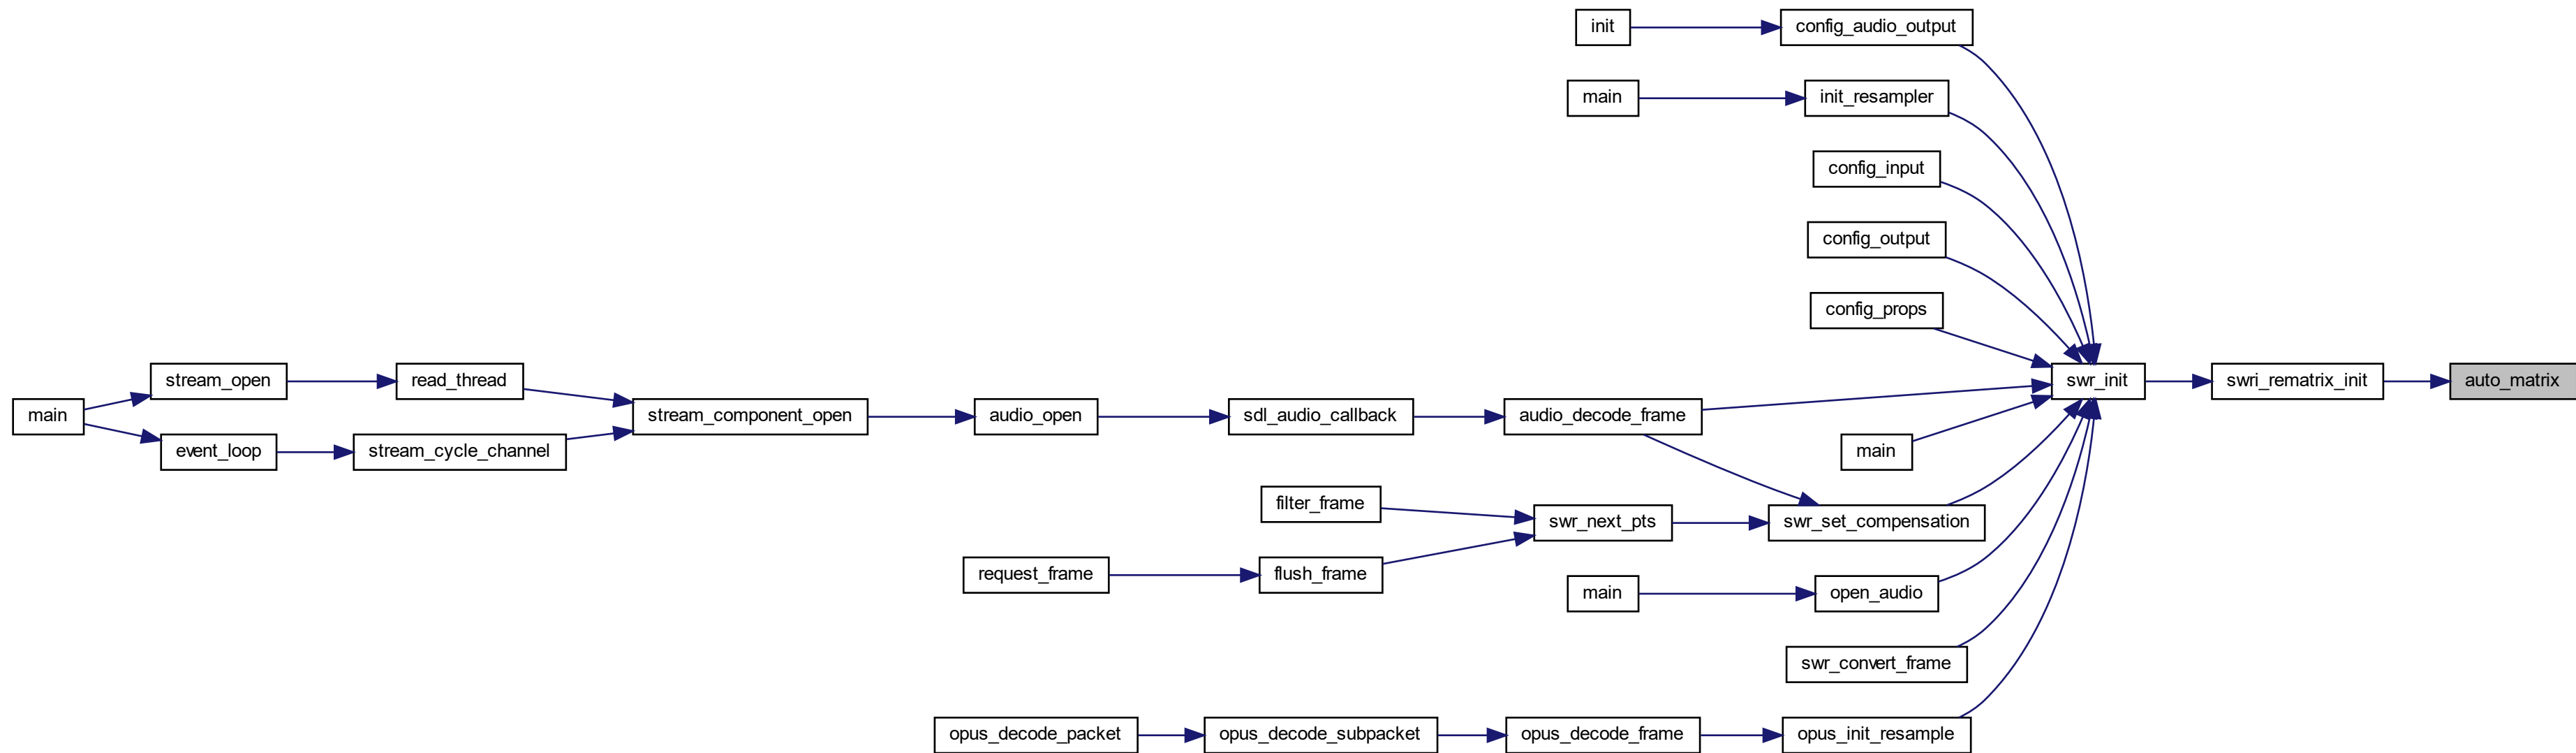 init
config_audio_output
main
init_resampler
config_input
config_output
config_props
main
stream_open
event_loop
read_thread
stream_cycle_channel
stream_component_open
audio_open
sdl_audio_callback
audio_decode_frame
main
swr_init
swri_rematrix_init
auto_matrix
filter_frame
request_frame
flush_frame
swr_next_pts
swr_set_compensation
main
open_audio
swr_convert_frame
opus_decode_packet
opus_decode_subpacket
opus_decode_frame
opus_init_resample